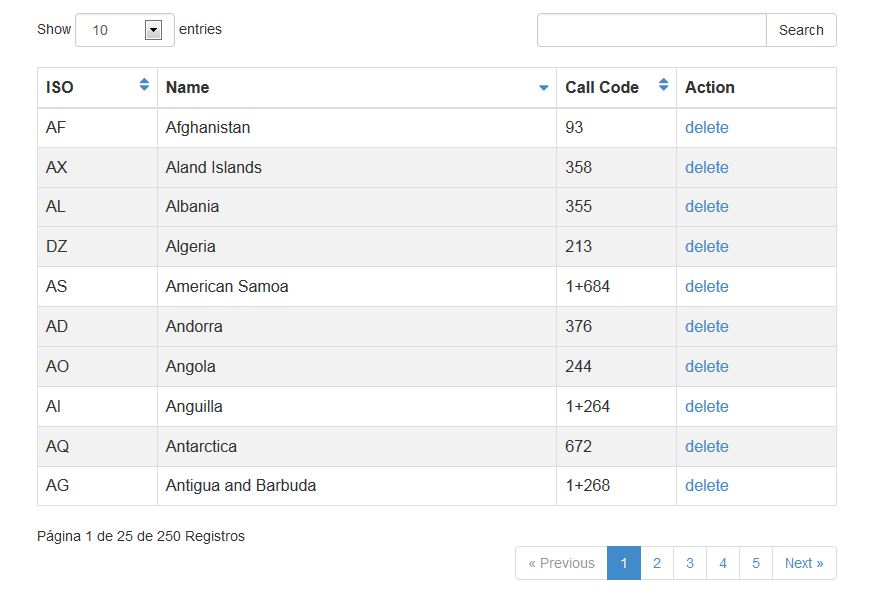 Show 10 entries Search
ISO Name Call Code Action
AF Afghanistan 93 delete
AX Aland Islands 358 delete
AL Albania 355 delete
DZ Algeria 213 delete
AS American Samoa 1+684 delete
AD Andorra 376 delete
AO Angola 244 delete
AI Anguilla 1+264 delete
AQ Antarctica 672 delete
AG Antigua and Barbuda 1+268 delete
Página 1 de 25 de 250 Registros
« Previous 1 2 3 4 5 Next »